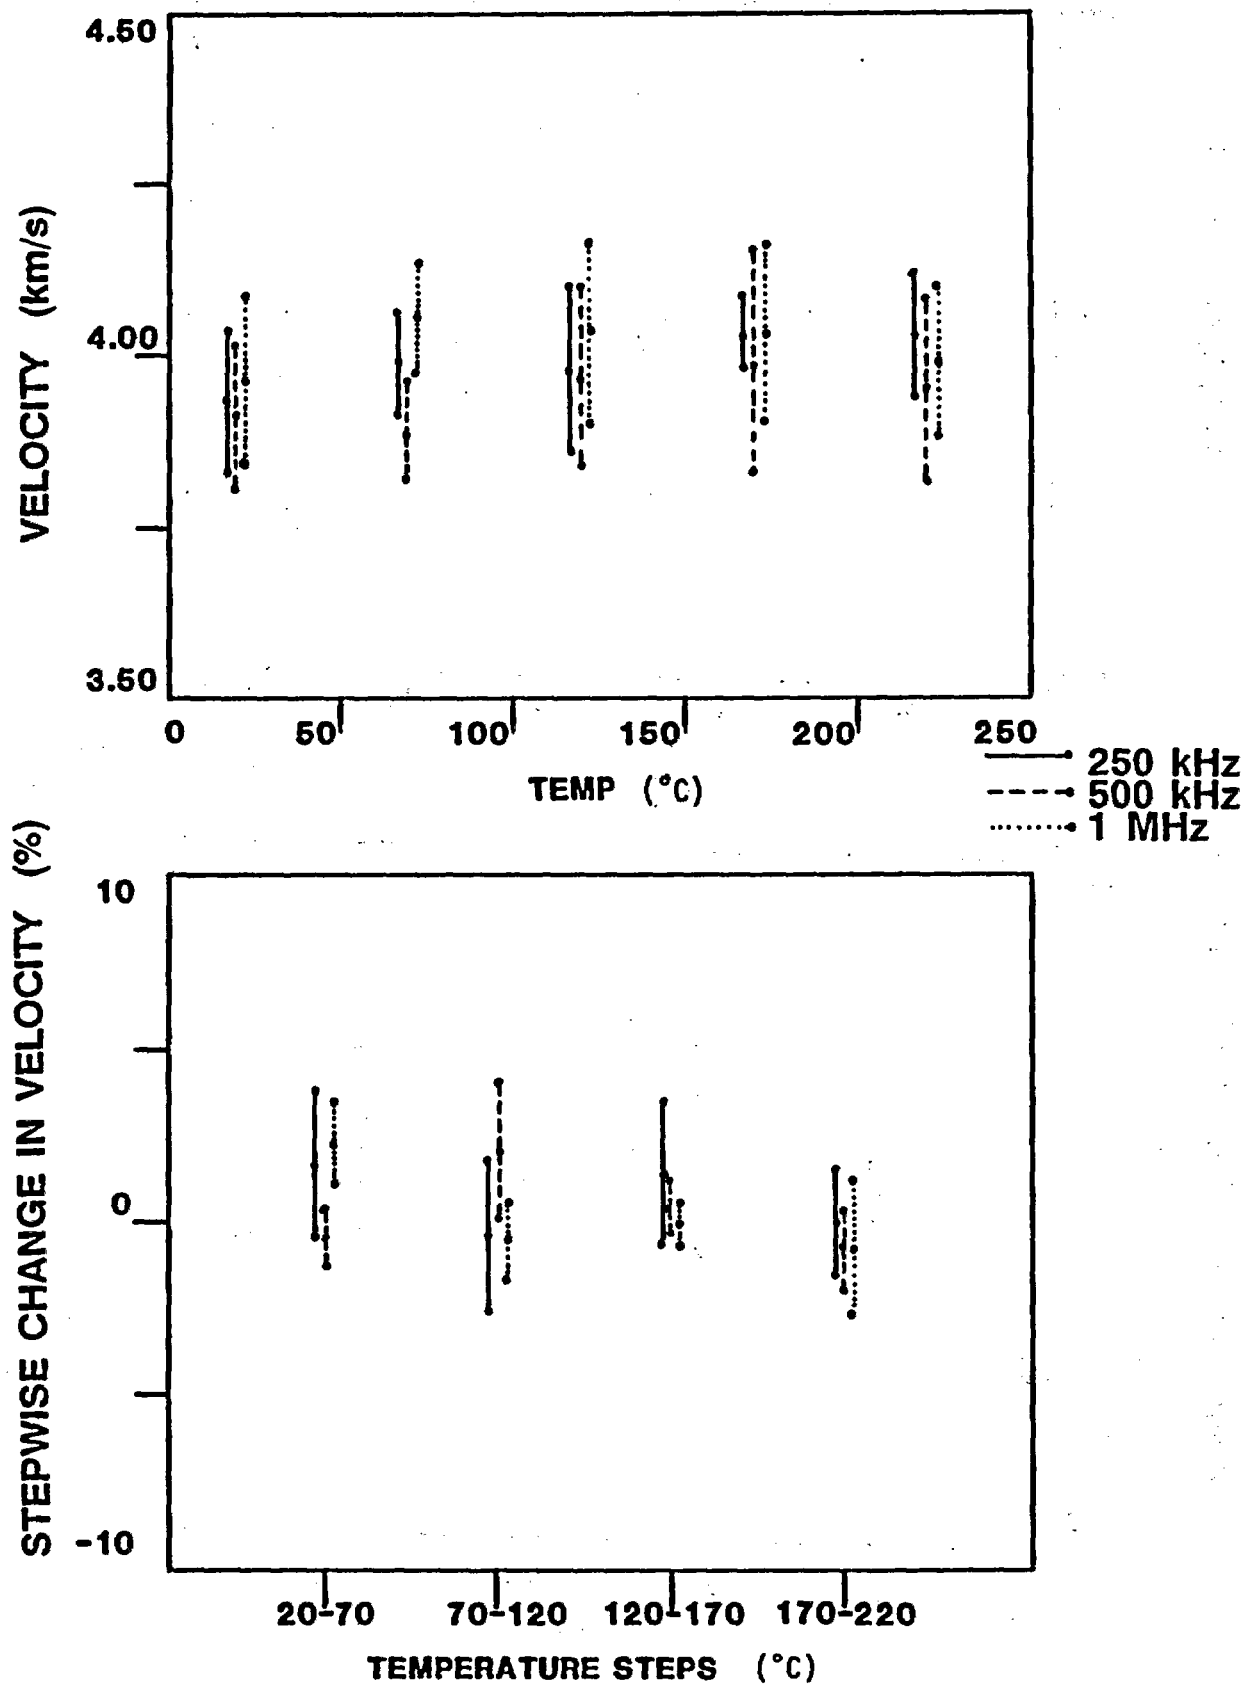 4.50
4.00
3.50
VELOCITY (km/s)
0 50 100 150 200 250
TEMP (°C)
250 kHz
500 kHz
1 MHz
10
0
-10
STEPWISE CHANGE IN VELOCITY (%)
20-70 70-120 120-170 170-220
TEMPERATURE STEPS (°C)